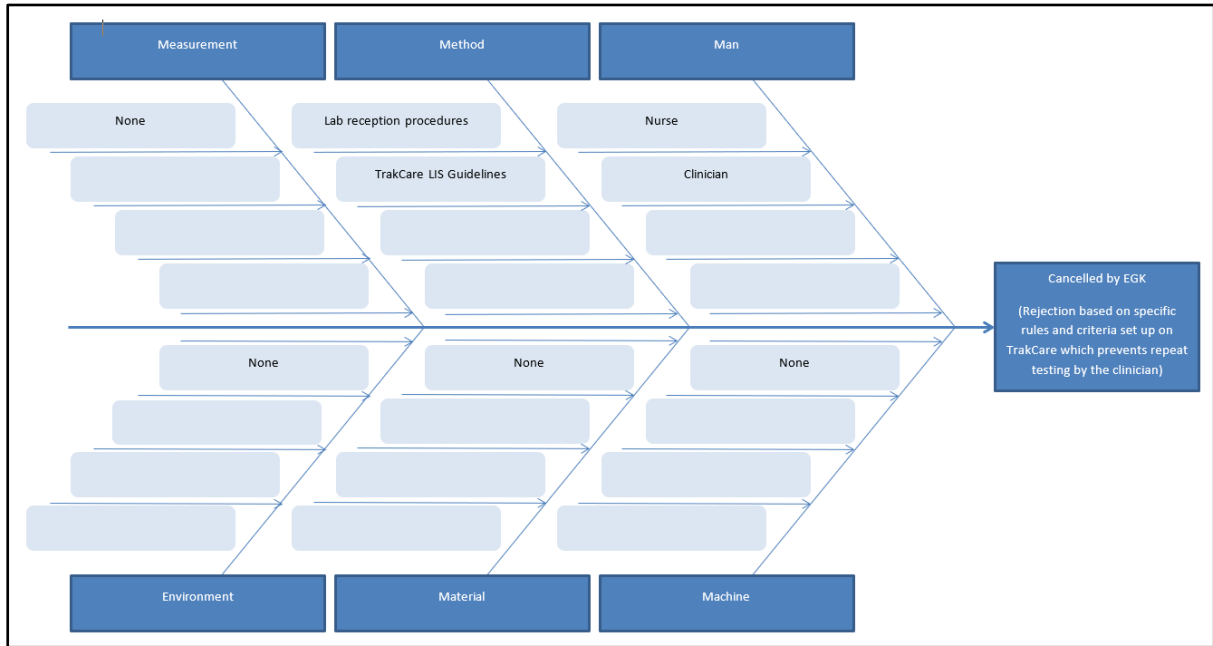 Measurement
Method
Man
None
Lab reception procedures
Nurse
TrakCare LIS Guidelines
Clinician
Cancelled by EGK
(Rejection based on specific
rules and criteria set up on
TrakCare which prevents repeat
testing by the clinician)
None
None
None
Environment
Material
Machine